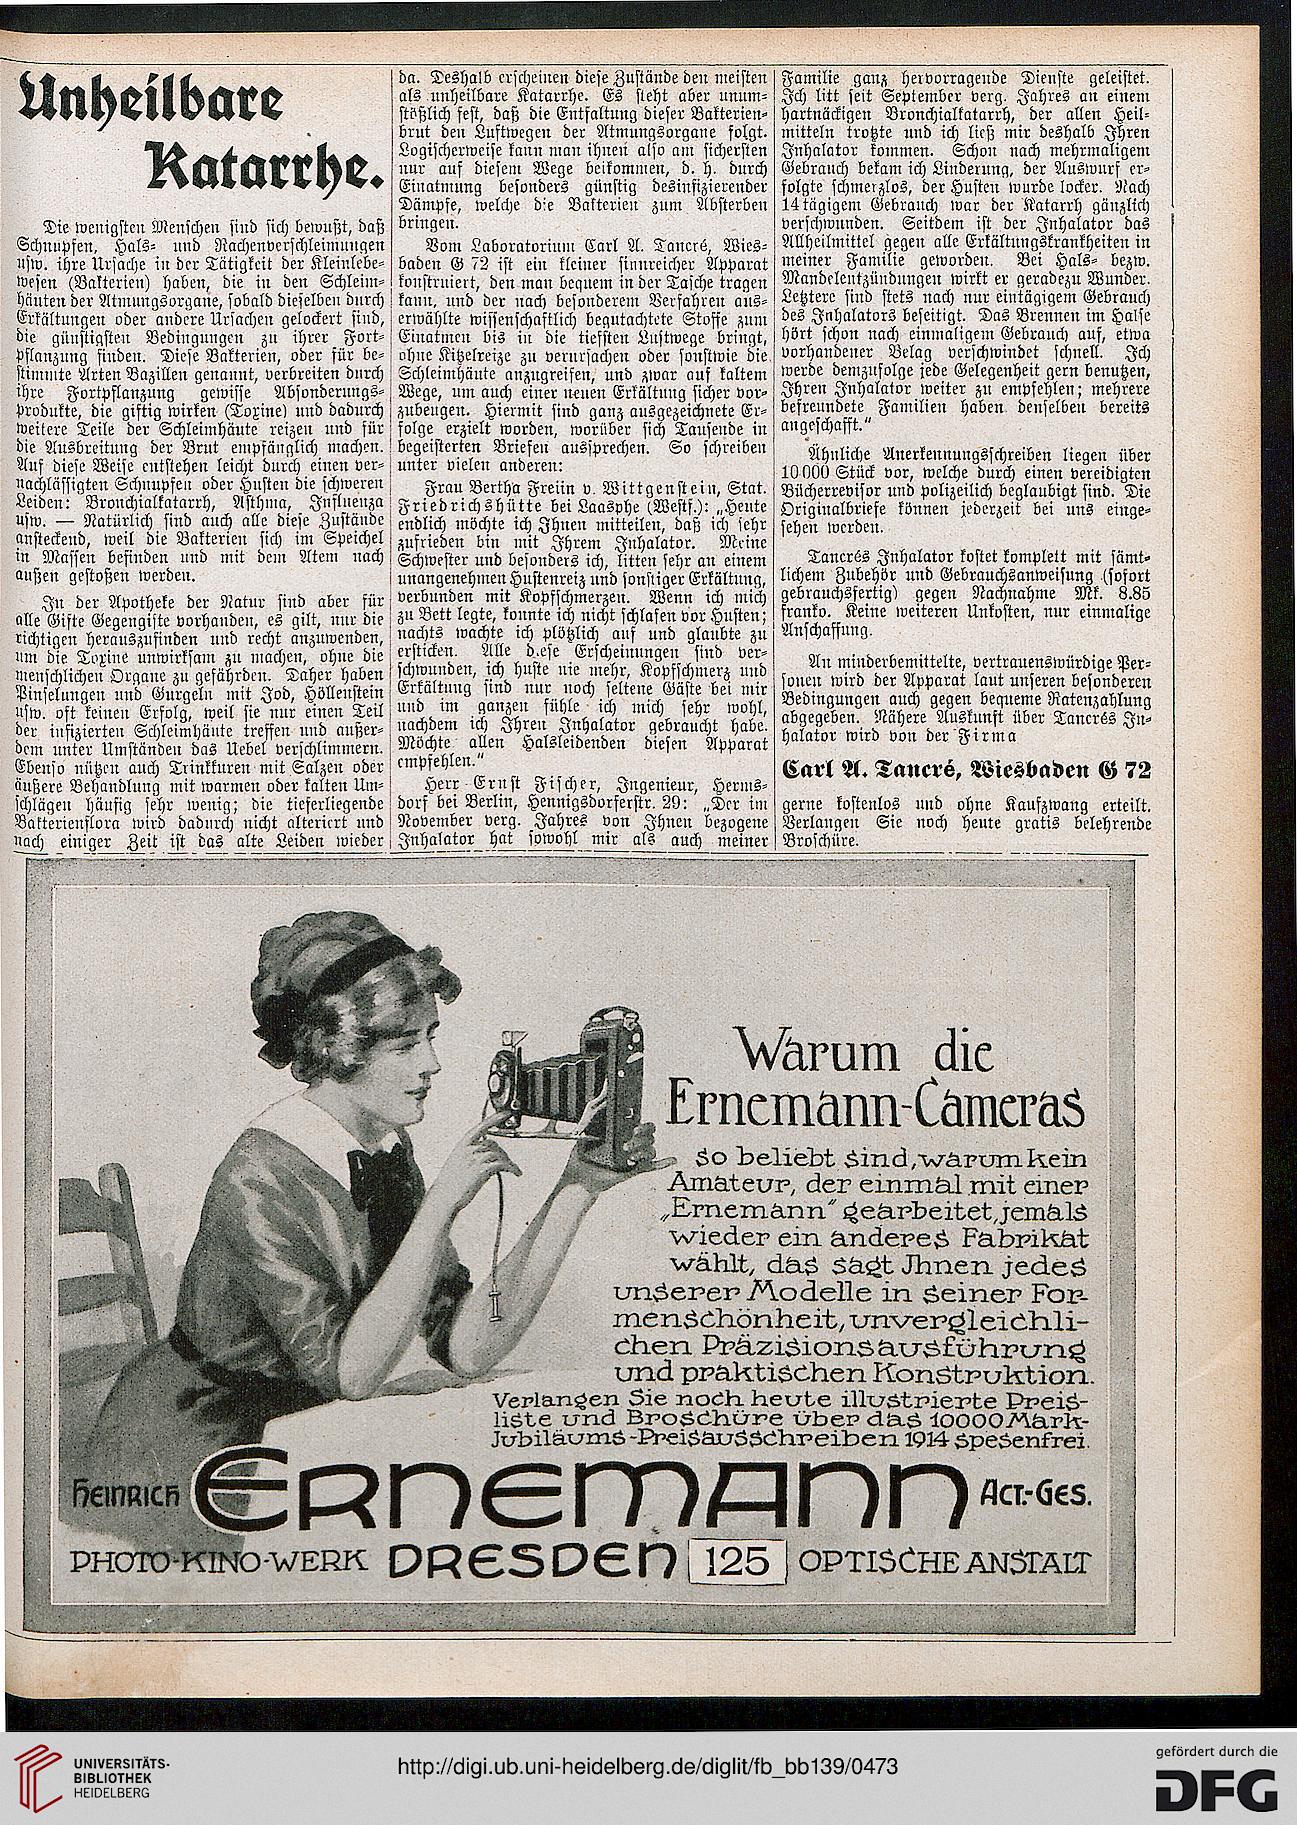 Unheilbare
Katarrhe.
Die wenigsten Menschen sind sich bewußt, daß
Schnupfen, Hals- und Rachenverschleimungen
usw. ihre Ursache in der Tätigkeit der Kleinlebe-
wesen (Bakterien) haben, die in den Schleim-
häuten der Atmungsorgane, sobald dieselben durch
Erkältungen oder andere Ursachen gelockert sind,
die günstigsten Bedingungen zu ihrer Fort-
pflanzung finden. Diese Bakterien, oder für be-
stimmte Arten Bazillen genannt, verbreiten durch
ihre Fortpflanzung gewisse Absonderungs-
produkte, die giftig wirken (Toxine) und dadurch
weitere Teile der Schleimhäute reizen und für
die Ausbreitung der Brut empfänglich machen.
Auf diese Weise entstehen leicht durch einen ver-
nachlässigten Schnupfen oder Husten die schweren
Leiden: Bronchialkatarrh, Asthma, Influenza
usw. — Natürlich sind auch alle diese Zustände
ansteckend, weil die Bakterien sich im Speichel
in Massen befinden und mit dem Atem nach
außen gestoßen werden.
In der Apotheke der Natur sind aber für
alle Gifte Gegengifte vorhanden, es gilt, nur die
richtigen herauszufinden und recht anzuwenden,
um die Toxine unwirksam zu machen, ohne die
menschlichen Organe zu gefährden. Daher haben
Pinselungen und Gurgeln mit Jod, Höllenstein
usw. oft keinen Erfolg, weil sie nur einen Teil
der infizierten Schleimhäute treffen und außer-
dem unter Umständen das Uebel verschlimmern.
Ebenso nützen auch Trinkkuren mit Salzen oder
äußere Behandlung mit warmen oder kalten Um-
schlägen häufig sehr wenig; die tieferliegende
Bakterienflora wird dadurch nicht alteriert und
nach einiger Zeit ist das alte Leiden wieder
da. Deshalb erscheinen diese Zustände den meisten
als unheilbare Katarrhe. Es steht aber unum-
stößlich fest, daß die Entfaltung dieser Bakterien-
brut den Luftwegen der Atmungsorgane folgt.
Logischerweise kann man ihnen also am sichersten
nur auf diesem Wege beikommen, d. h. durch
Einatmung besonders günstig desinfizierender
Dämpfe, welche die Bakterien zum Absterben
bringen.
Vom Laboratorium Carl A. Tancré, Wies-
baden G 72 ist ein kleiner sinnreicher Apparat
konstruiert, den man bequem in der Tasche tragen
kann, und der nach besonderem Verfahren aus-
erwählte wissenschaftlich begutachtete Stoffe zum
Einatmen bis in die tiefsten Luftwege bringt,
ohne Kitzelreize zu verursachen oder sonstwie die
Schleimhäute anzugreifen, und zwar auf kaltem
Wege, um auch einer neuen Erkältung sicher vor-
zubeugen. Hiermit sind ganz ausgezeichnete Er-
folge erzielt worden, worüber sich Tausende in
begeisterten Briefen aussprechen. So schreiben
unter vielen anderen:
Frau Bertha Freiin v. Wittgenstein, Stat.
Friedrichshütte bei Laasphe (Westf.): „Heute
endlich möchte ich Ihnen mitteilen, daß ich sehr
zufrieden bin mit Ihrem Inhalator. Meine
Schwester und besonders ich, litten sehr an einem
unangenehmen Hustenreiz und sonstiger Erkältung,
verbunden mit Kopfschmerzen. Wenn ich mich
zu Bett legte, konnte ich nicht schlafen vor Husten;
nachts wachte ich plötzlich auf und glaubte zu
ersticken. Alle diese Erscheinungen sind ver-
schwunden, ich huste nie mehr, Kopfschmerz und
Erkältung sind nur noch seltene Gäste bei mir
und im ganzen fühle ich mich sehr wohl,
nachdem ich Ihren Inhalator gebraucht habe.
Möchte allen Halsleidenden diesen Apparat
empfehlen.“
Herr Ernst Fischer, Ingenieur, Herms-
dorf bei Berlin, Hennigsdorferstr. 29: „Der im
November verg. Jahres von Ihnen bezogene
Inhalator hat sowohl mir als auch meiner
Familie ganz hervorragende Dienste geleistet.
Ich litt seit September verg. Jahres an einem
hartnäckigen Bronchialkatarrh, der allen Heil-
mitteln trotzte und ich ließ mir deshalb Ihren
Inhalator kommen. Schon nach mehrmaligem
Gebrauch bekam ich Linderung, der Auswurf er-
folgte schmerzlos, der Husten wurde locker. Nach
14 tägigem Gebrauch war der Katarrh gänzlich
verschwunden. Seitdem ist der Inhalator das
Allheilmittel gegen alle Erkältungskrankheiten in
meiner Familie geworden. Bei Hals- bezw.
Mandelentzündungen wirkt er geradezu Wunder.
Letztere sind stets nach nur eintägigem Gebrauch
des Inhalators beseitigt. Das Brennen im Halse
hört schon nach einmaligem Gebrauch auf, etwa
vorhandener Belag verschwindet schnell. Ich
werde demzufolge jede Gelegenheit gern benutzen,
Ihren Inhalator weiter zu empfehlen; mehrere
befreundete Familien haben denselben bereits
angeschafft.“
Ähnliche Anerkennungsschreiben liegen über
10 000 Stück vor, welche durch einen vereidigten
Bücherrevisor und polizeilich beglaubigt sind. Die
Originalbriefe können jederzeit bei uns einge-
sehen werden.
Tancrés Inhalator kostet komplett mit sämt-
lichem Zubehör und Gebrauchsanweisung (sofort
gebrauchsfertig) gegen Nachnahme Mk. 8.85
franko. Keine weiteren Unkosten, nur einmalige
Anschaffung.
An minderbemittelte, vertrauenswürdige Per-
sonen wird der Apparat laut unseren besonderen
Bedingungen auch gegen bequeme Ratenzahlung
abgegeben. Nähere Auskunft über Tancrés In-
halator wird von der Firma
Carl A. Tancré, Wiesbaden G 72
gerne kostenlos und ohne Kaufzwang erteilt.
Verlangen Sie noch heute gratis belehrende
Broschüre.
Warum die
Ernemann-Cameras
so beliebt sind, warum kein
Amateur, der einmal mit einer
„Ernemann“ gearbeitet, jemals
wieder ein anderes Fabrikat
wählt, das sagt Jhnen jedes
unserer Modelle in seiner For-
menschönheit, unvergleichli-
chen Präzisionsausführung
und praktischen Konstruktion.
Verlangen Sie noch heute illustrierte Preis-
liste und Broschüre über das 10000 Mark-
Jubiläums-Preisausschreiben 1914 spesenfrei.
HEINRICH ERNEMANN ACT.-GES.
PHOTO-KINO-WERK DRESDEN 125 OPTISCHE ANSTALT
UNIVERSITÄTS-
BIBLIOTHEK
HEIDELBERG
http://digi.ub.uni-heidelberg.de/diglit/fb_bb139/0473
gefördert durch die
DFG